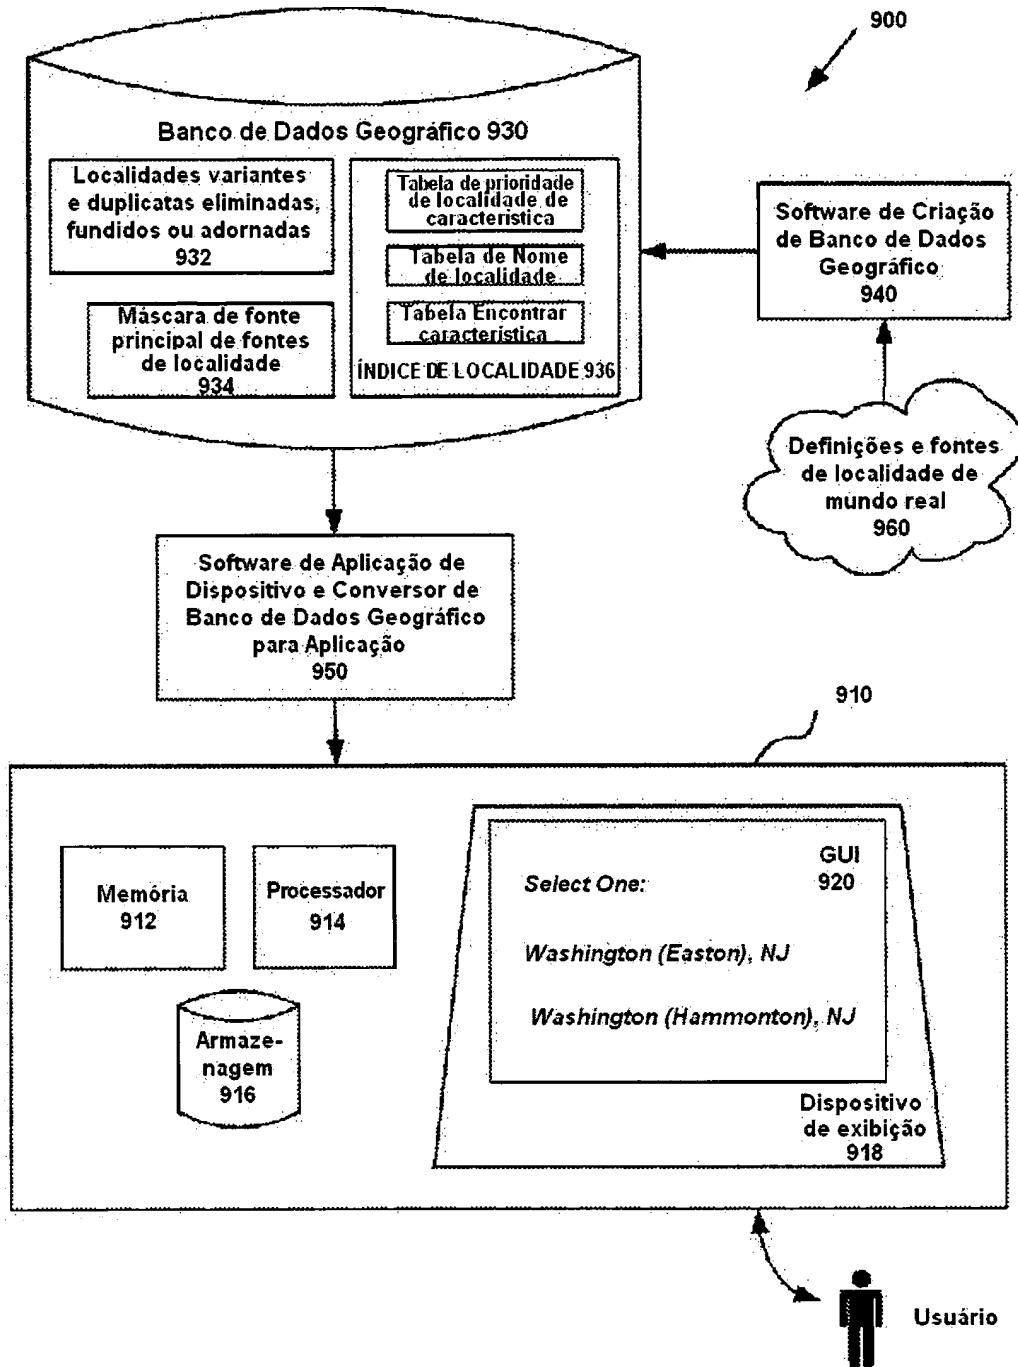 900
Banco de Dados Geográfico 930
Localidades variantes
e duplicatas eliminadas,
fundidos ou adornadas
932
Máscara de fonte
principal de fontes
de localidade
934
Tabela de prioridade
de localidade de
característica
Tabela de Nome
de localidade
Tabela Encontrar
característica
ÍNDICE DE LOCALIDADE 936
Software de Criação
de Banco de Dados
Geográfico
940
Definições e fontes
de localidade de
mundo real
960
Software de Aplicação de
Dispositivo e Conversor de
Banco de Dados Geográfico
para Aplicação
950
910
Memória
912
Processador
914
Armaze-
nagem
916
GUI
920
Select One:
Washington (Easton), NJ
Washington (Hammonton), NJ
Dispositivo
de exibição
918
Usuário